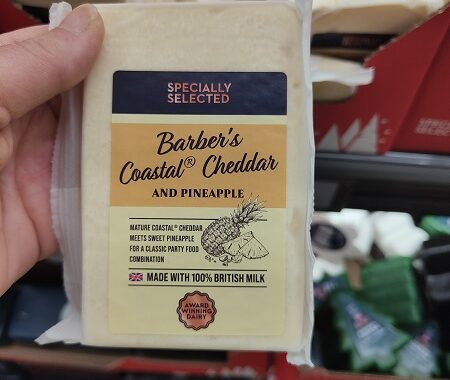 SPECIALLY
SELECTED
Barber's
Coastal® Cheddar
AND PINEAPPLE
MATURE COASTAL® CHEDDAR
MEETS SWEET PINEAPPLE
FOR A CLASSIC PARTY FOOD
COMBINATION
MADE WITH 100% BRITISH MILK
AWARD
WINNING
DAIRY